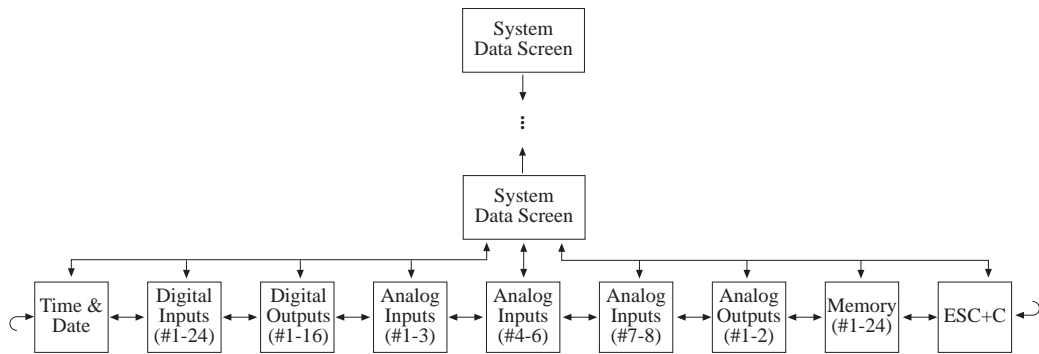 System
Data Screen
...
System
Data Screen
Time &
Date
Digital
Inputs
(#1-24)
Digital
Outputs
(#1-16)
Analog
Inputs
(#1-3)
Analog
Inputs
(#4-6)
Analog
Inputs
(#7-8)
Analog
Outputs
(#1-2)
Memory
(#1-24)
ESC+C